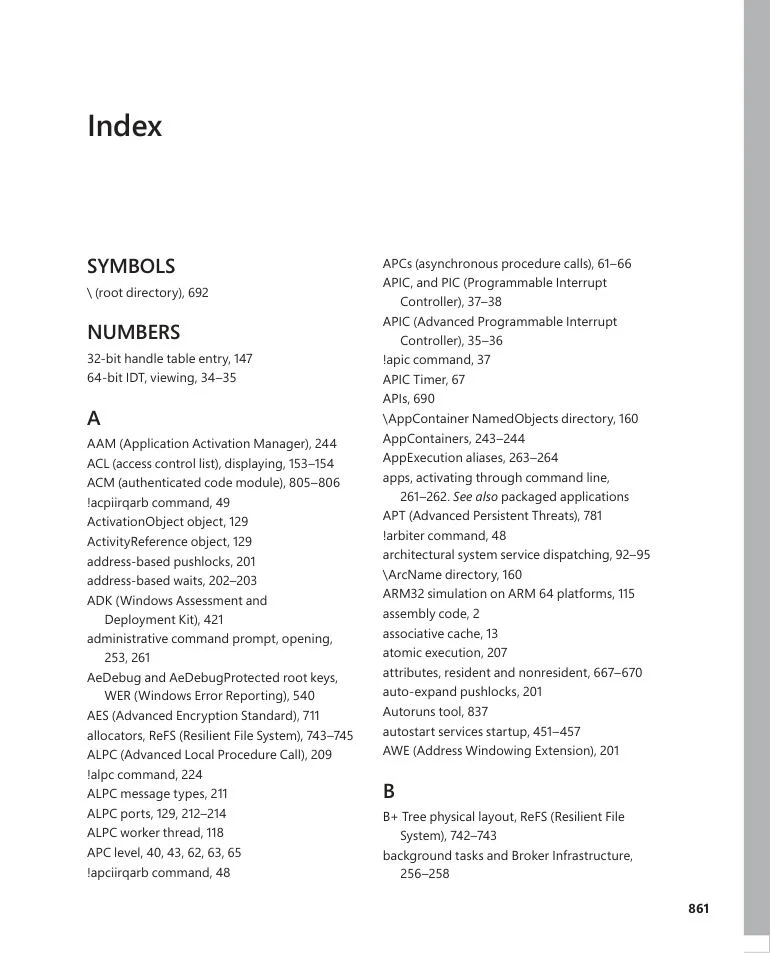 Index
SYMBOLS
\ (root directory), 692
NUMBERS
32-bit handle table entry, 147
64-bit IDT, viewing, 34–35
A
AAM (Application Activation Manager), 244
ACL (access control list), displaying, 153–154
ACM (authenticated code module), 805–806
!acpiirqarb command, 49
ActivationObject object, 129
ActivityReference object, 129
address-based pushlocks, 201
address-based waits, 202–203
ADK (Windows Assessment and
Deployment Kit), 421
administrative command prompt, opening,
253, 261
AeDebug and AeDebugProtected root keys,
WER (Windows Error Reporting), 540
AES (Advanced Encryption Standard), 711
allocators, ReFS (Resilient File System), 743–745
ALPC (Advanced Local Procedure Call), 209
!alpc command, 224
ALPC message types, 211
ALPC ports, 129, 212–214
ALPC worker thread, 118
APC level, 40, 43, 62, 63, 65
!apciirqarb command, 48
APCs (asynchronous procedure calls), 61–66
APIC, and PIC (Programmable Interrupt
Controller), 37–38
APIC (Advanced Programmable Interrupt
Controller), 35–36
!apic command, 37
APIC Timer, 67
APIs, 690
\AppContainer NamedObjects directory, 160
AppContainers, 243–244
AppExecution aliases, 263–264
apps, activating through command line,
261–262. See also packaged applications
APT (Advanced Persistent Threats), 781
!arbiter command, 48
architectural system service dispatching, 92–95
\ArcName directory, 160
ARM32 simulation on ARM 64 platforms, 115
assembly code, 2
associative cache, 13
atomic execution, 207
attributes, resident and nonresident, 667–670
auto-expand pushlocks, 201
Autoruns tool, 837
autostart services startup, 451–457
AWE (Address Windowing Extension), 201
B
B+ Tree physical layout, ReFS (Resilient File
System), 742–743
background tasks and Broker Infrastructure,
256–258
861